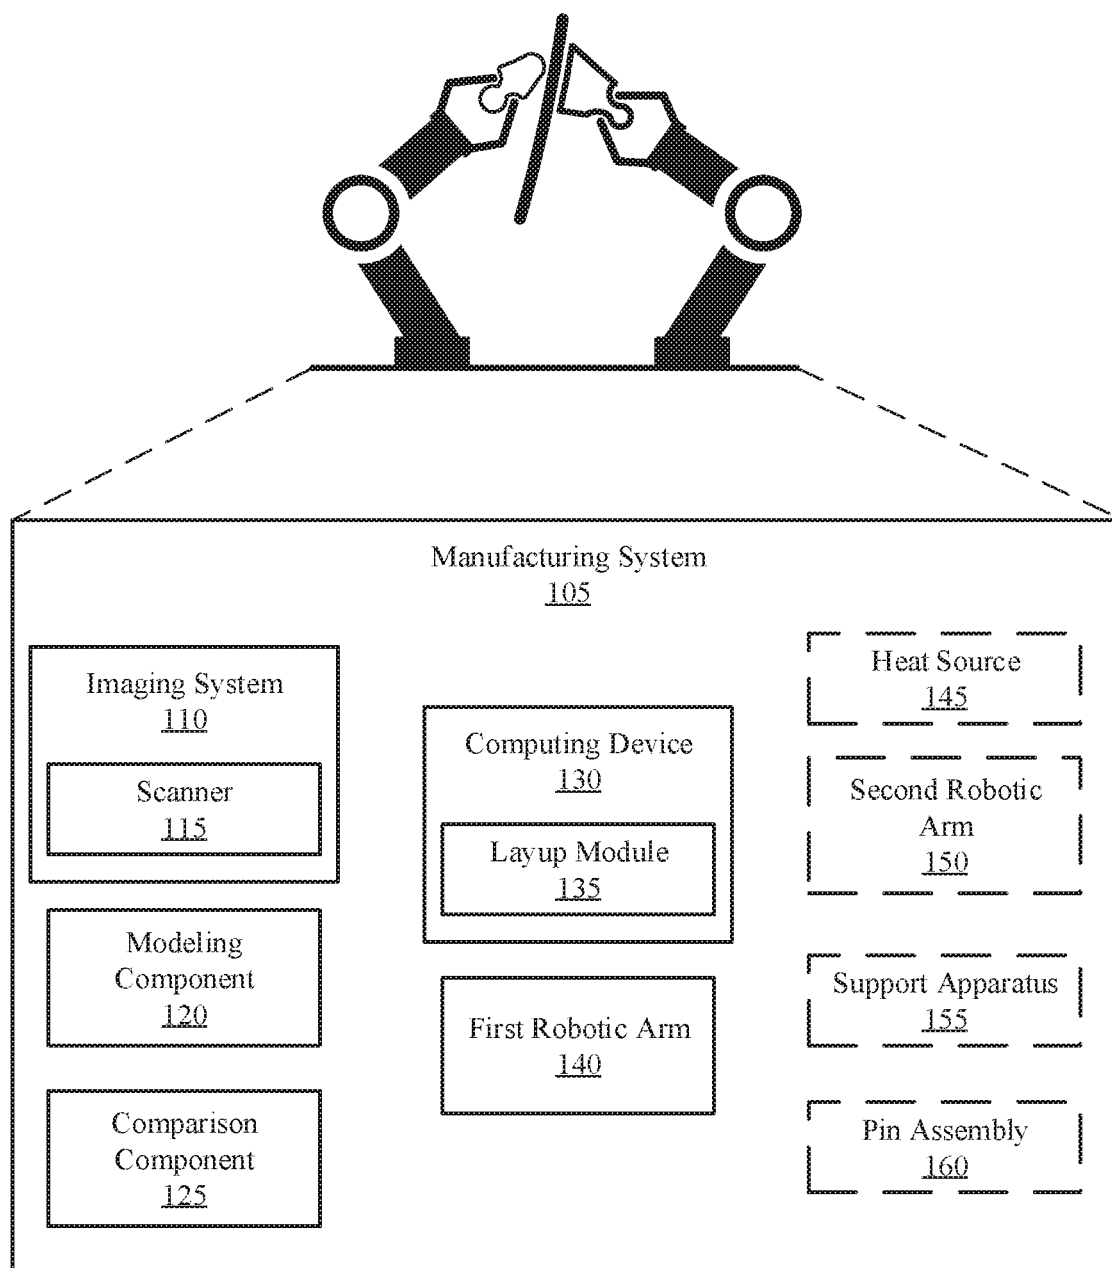 Manufacturing System
105
Imaging System
110
Scanner
115
Modeling
Component
120
Comparison
Component
125
Computing Device
130
Layup Module
135
First Robotic Arm
140
Heat Source
145
Second Robotic
Arm
150
Support Apparatus
155
Pin Assembly
160